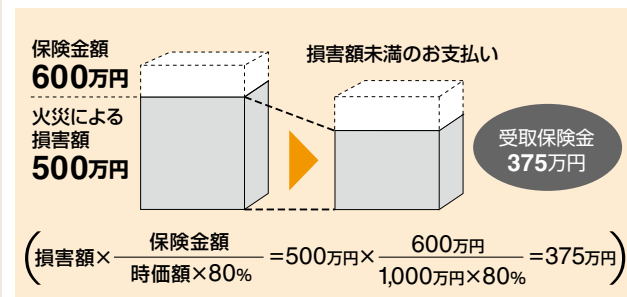 保険金額
600万円
火災による
損害額
500万円
損害額未満のお支払い
受取保険金
375万円
(損害額×保険金額/時価額×80%=500万円×600万円/1,000万円×80%=375万円)